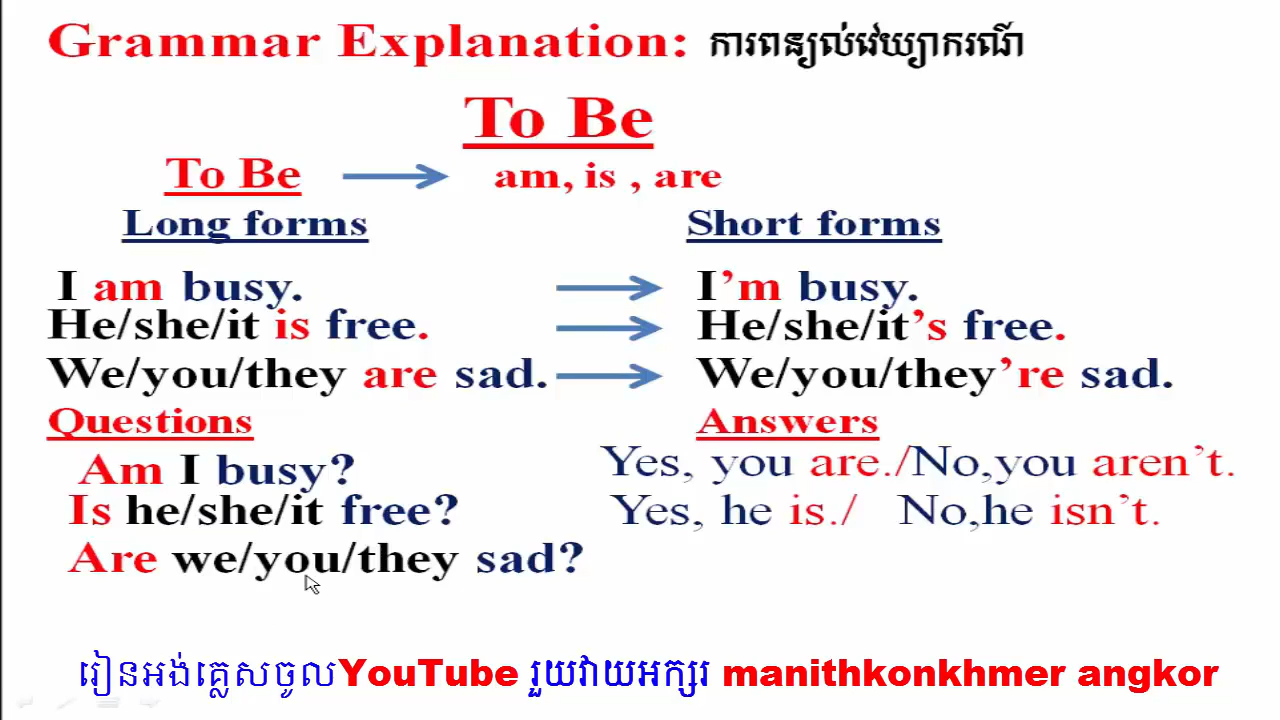 Grammar Explanation: ការពន្យល់វេយ្យាករណ៍
To Be
To Be am, is , are
Long forms Short forms
I am busy. I’m busy.
He/she/it is free. He/she/it’s free.
We/you/they are sad. We/you/they’re sad.
Questions Answers
Am I busy? Yes, you are./No,you aren’t.
Is he/she/it free? Yes, he is./ No,he isn’t.
Are we/you/they sad?
រៀនអង់គ្លេសចូលYouTube រួយវាយអក្សរ manithkonkhmer angkor